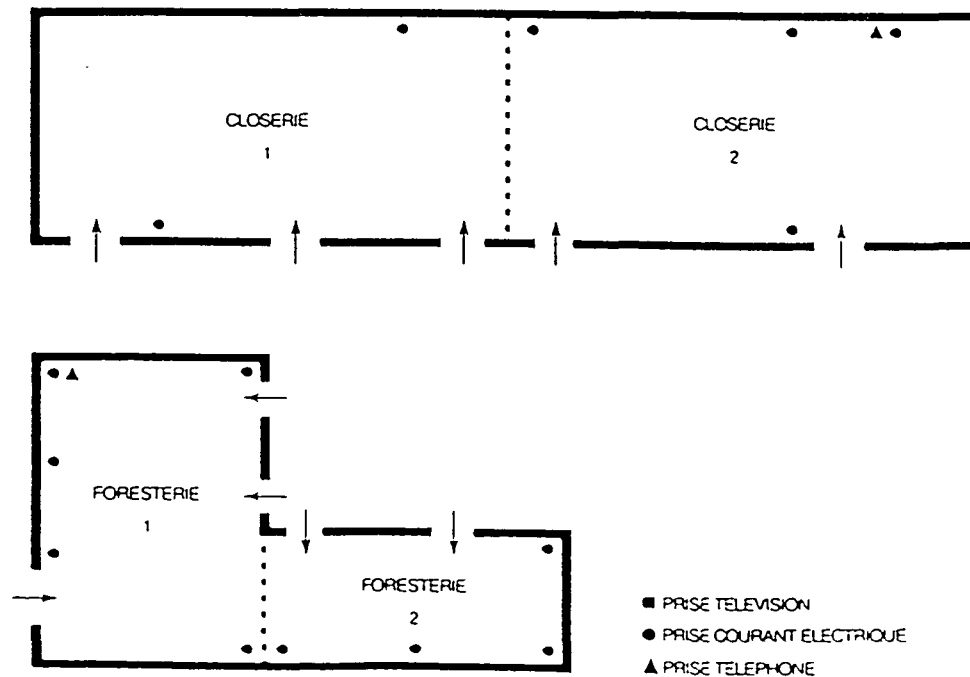 CLOSERIE
1
CLOSERIE
2
FORESTERIE
1
FORESTERIE
2
PRISE TELEVISION
PRISE COURANT ELECTRIQUE
PRISE TELEPHONE